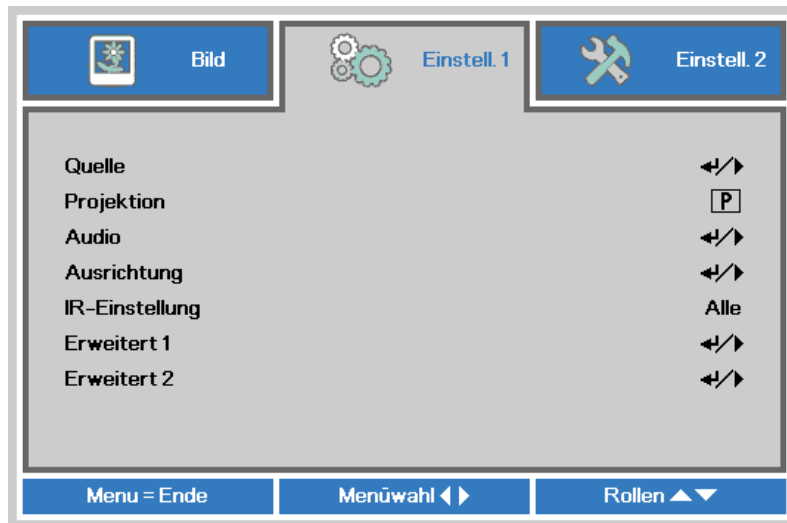 Bild
Einstell. 1
Einstell. 2
Quelle ↵/▶
Projektion P
Audio ↵/▶
Ausrichtung ↵/▶
IR-Einstellung Alle
Erweitert 1 ↵/▶
Erweitert 2 ↵/▶
Menu = Ende
Menūwahl ◀ ▶
Rollen ▲▼